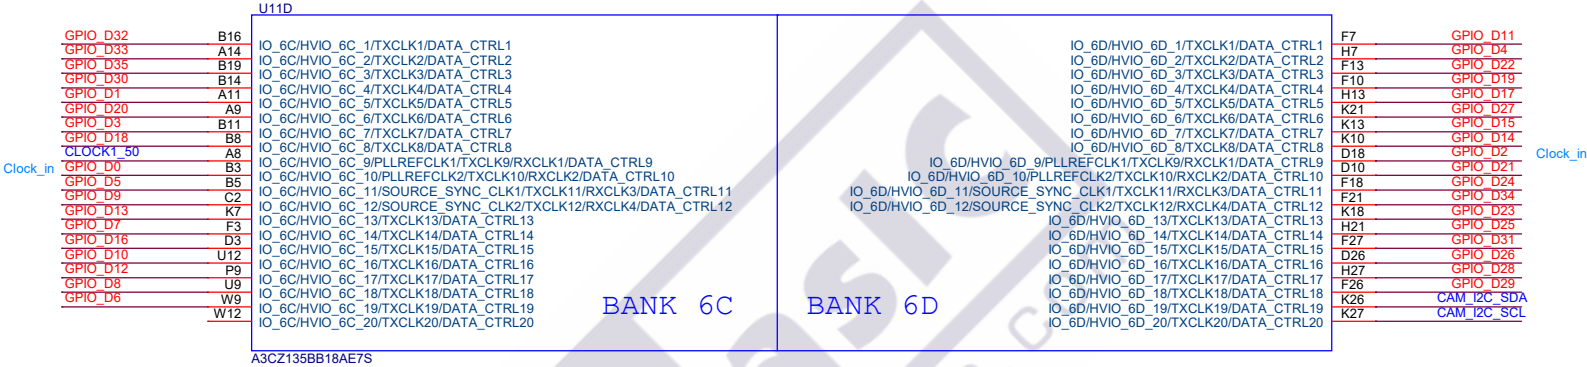 U11D
GPIO_D32 B16 IO_6C/HVIO_6C_1/TXCLK1/DATA_CTRL1 IO_6D/HVIO_6D_1/TXCLK1/DATA_CTRL1 F7 GPIO_D11
GPIO_D33 A14 IO_6C/HVIO_6C_2/TXCLK2/DATA_CTRL2 IO_6D/HVIO_6D_2/TXCLK2/DATA_CTRL2 H7 GPIO_D4
GPIO_D35 B19 IO_6C/HVIO_6C_3/TXCLK3/DATA_CTRL3 IO_6D/HVIO_6D_3/TXCLK3/DATA_CTRL3 F13 GPIO_D22
GPIO_D30 B14 IO_6C/HVIO_6C_4/TXCLK4/DATA_CTRL4 IO_6D/HVIO_6D_4/TXCLK4/DATA_CTRL4 F10 GPIO_D19
GPIO_D1 A11 IO_6C/HVIO_6C_5/TXCLK5/DATA_CTRL5 IO_6D/HVIO_6D_5/TXCLK5/DATA_CTRL5 H13 GPIO_D17
GPIO_D20 A9 IO_6C/HVIO_6C_6/TXCLK6/DATA_CTRL6 IO_6D/HVIO_6D_6/TXCLK6/DATA_CTRL6 K21 GPIO_D27
GPIO_D3 B11 IO_6C/HVIO_6C_7/TXCLK7/DATA_CTRL7 IO_6D/HVIO_6D_7/TXCLK7/DATA_CTRL7 K13 GPIO_D15
GPIO_D18 B8 IO_6C/HVIO_6C_8/TXCLK8/DATA_CTRL8 IO_6D/HVIO_6D_8/TXCLK8/DATA_CTRL8 K10 GPIO_D14
Clock_in CLOCK1_50 A8 IO_6C/HVIO_6C_9/PLLREFCLK1/TXCLK9/RXCLK1/DATA_CTRL9 IO_6D/HVIO_6D_9/PLLREFCLK1/TXCLK9/RXCLK1/DATA_CTRL9 D18 GPIO_D2 Clock_in
GPIO_D0 B3 IO_6C/HVIO_6C_10/PLLREFCLK2/TXCLK10/RXCLK2/DATA_CTRL10 IO_6D/HVIO_6D_10/PLLREFCLK2/TXCLK10/RXCLK2/DATA_CTRL10 D10 GPIO_D21
GPIO_D5 B5 IO_6C/HVIO_6C_11/SOURCE_SYNC_CLK1/TXCLK11/RXCLK3/DATA_CTRL11 IO_6D/HVIO_6D_11/SOURCE_SYNC_CLK1/TXCLK11/RXCLK3/DATA_CTRL11 F18 GPIO_D24
GPIO_D9 C2 IO_6C/HVIO_6C_12/SOURCE_SYNC_CLK2/TXCLK12/RXCLK4/DATA_CTRL12 IO_6D/HVIO_6D_12/SOURCE_SYNC_CLK2/TXCLK12/RXCLK4/DATA_CTRL12 F21 GPIO_D34
GPIO_D13 K7 IO_6C/HVIO_6C_13/TXCLK13/DATA_CTRL13 IO_6D/HVIO_6D_13/TXCLK13/DATA_CTRL13 K18 GPIO_D23
GPIO_D7 F3 IO_6C/HVIO_6C_14/TXCLK14/DATA_CTRL14 IO_6D/HVIO_6D_14/TXCLK14/DATA_CTRL14 H21 GPIO_D25
GPIO_D16 D3 IO_6C/HVIO_6C_15/TXCLK15/DATA_CTRL15 IO_6D/HVIO_6D_15/TXCLK15/DATA_CTRL15 F27 GPIO_D31
GPIO_D10 U12 IO_6C/HVIO_6C_16/TXCLK16/DATA_CTRL16 IO_6D/HVIO_6D_16/TXCLK16/DATA_CTRL16 D26 GPIO_D26
GPIO_D12 P9 IO_6C/HVIO_6C_17/TXCLK17/DATA_CTRL17 IO_6D/HVIO_6D_17/TXCLK17/DATA_CTRL17 H27 GPIO_D28
GPIO_D8 U9 IO_6C/HVIO_6C_18/TXCLK18/DATA_CTRL18 IO_6D/HVIO_6D_18/TXCLK18/DATA_CTRL18 F26 GPIO_D29
GPIO_D6 W9 IO_6C/HVIO_6C_19/TXCLK19/DATA_CTRL19 IO_6D/HVIO_6D_19/TXCLK19/DATA_CTRL19 K26 CAM_I2C_SDA
W12 IO_6C/HVIO_6C_20/TXCLK20/DATA_CTRL20 IO_6D/HVIO_6D_20/TXCLK20/DATA_CTRL20 K27 CAM_I2C_SCL
BANK 6C BANK 6D
A3CZ135BB18AE7S
asic
com